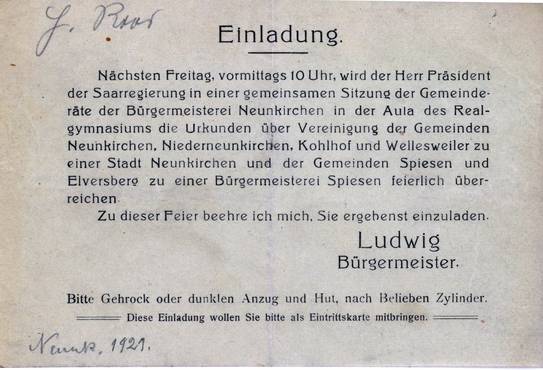 H. Roos
Einladung.
Nächsten Freitag, vormittags 10 Uhr, wird der Herr Präsident
der Saarregierung in einer gemeinsamen Sitzung der Gemeinde-
räte der Bürgermeisterei Neunkirchen in der Aula des Real-
gymnasiums die Urkunden über Vereinigung der Gemeinden
Neunkirchen, Niederneunkirchen, Kohlhof und Wellesweiler zu
einer Stadt Neunkirchen und der Gemeinden Spiesen und
Elversberg zu einer Bürgermeisterei Spiesen feierlich über-
reichen.
Zu dieser Feier beehre ich mich, Sie ergebenst einzuladen.
Ludwig
Bürgermeister.
Bitte Gehrock oder dunklen Anzug und Hut, nach Belieben Zylinder.
Diese Einladung wollen Sie bitte als Eintrittskarte mitbringen.
Neunk. 1921.